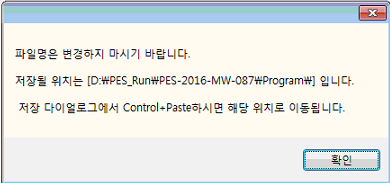 파일명은 변경하지 마시기 바랍니다.
저장될 위치는 [D:₩PES_Run₩PES-2016-MW-087₩Program₩] 입니다.
저장 다이얼로그에서 Control+Paste하시면 해당 위치로 이동됩니다.
확인